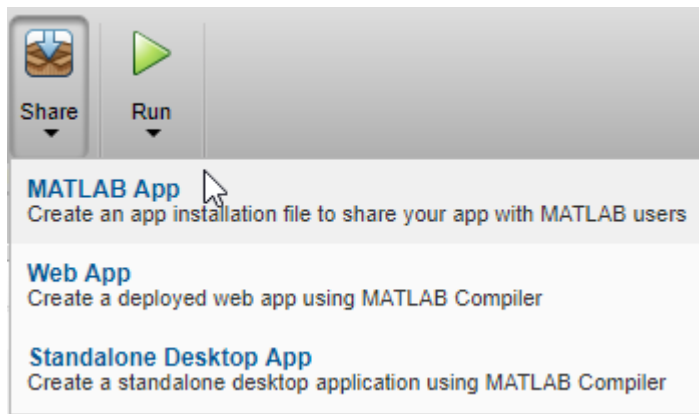 Share
Run
MATLAB App
Create an app installation file to share your app with MATLAB users
Web App
Create a deployed web app using MATLAB Compiler
Standalone Desktop App
Create a standalone desktop application using MATLAB Compiler